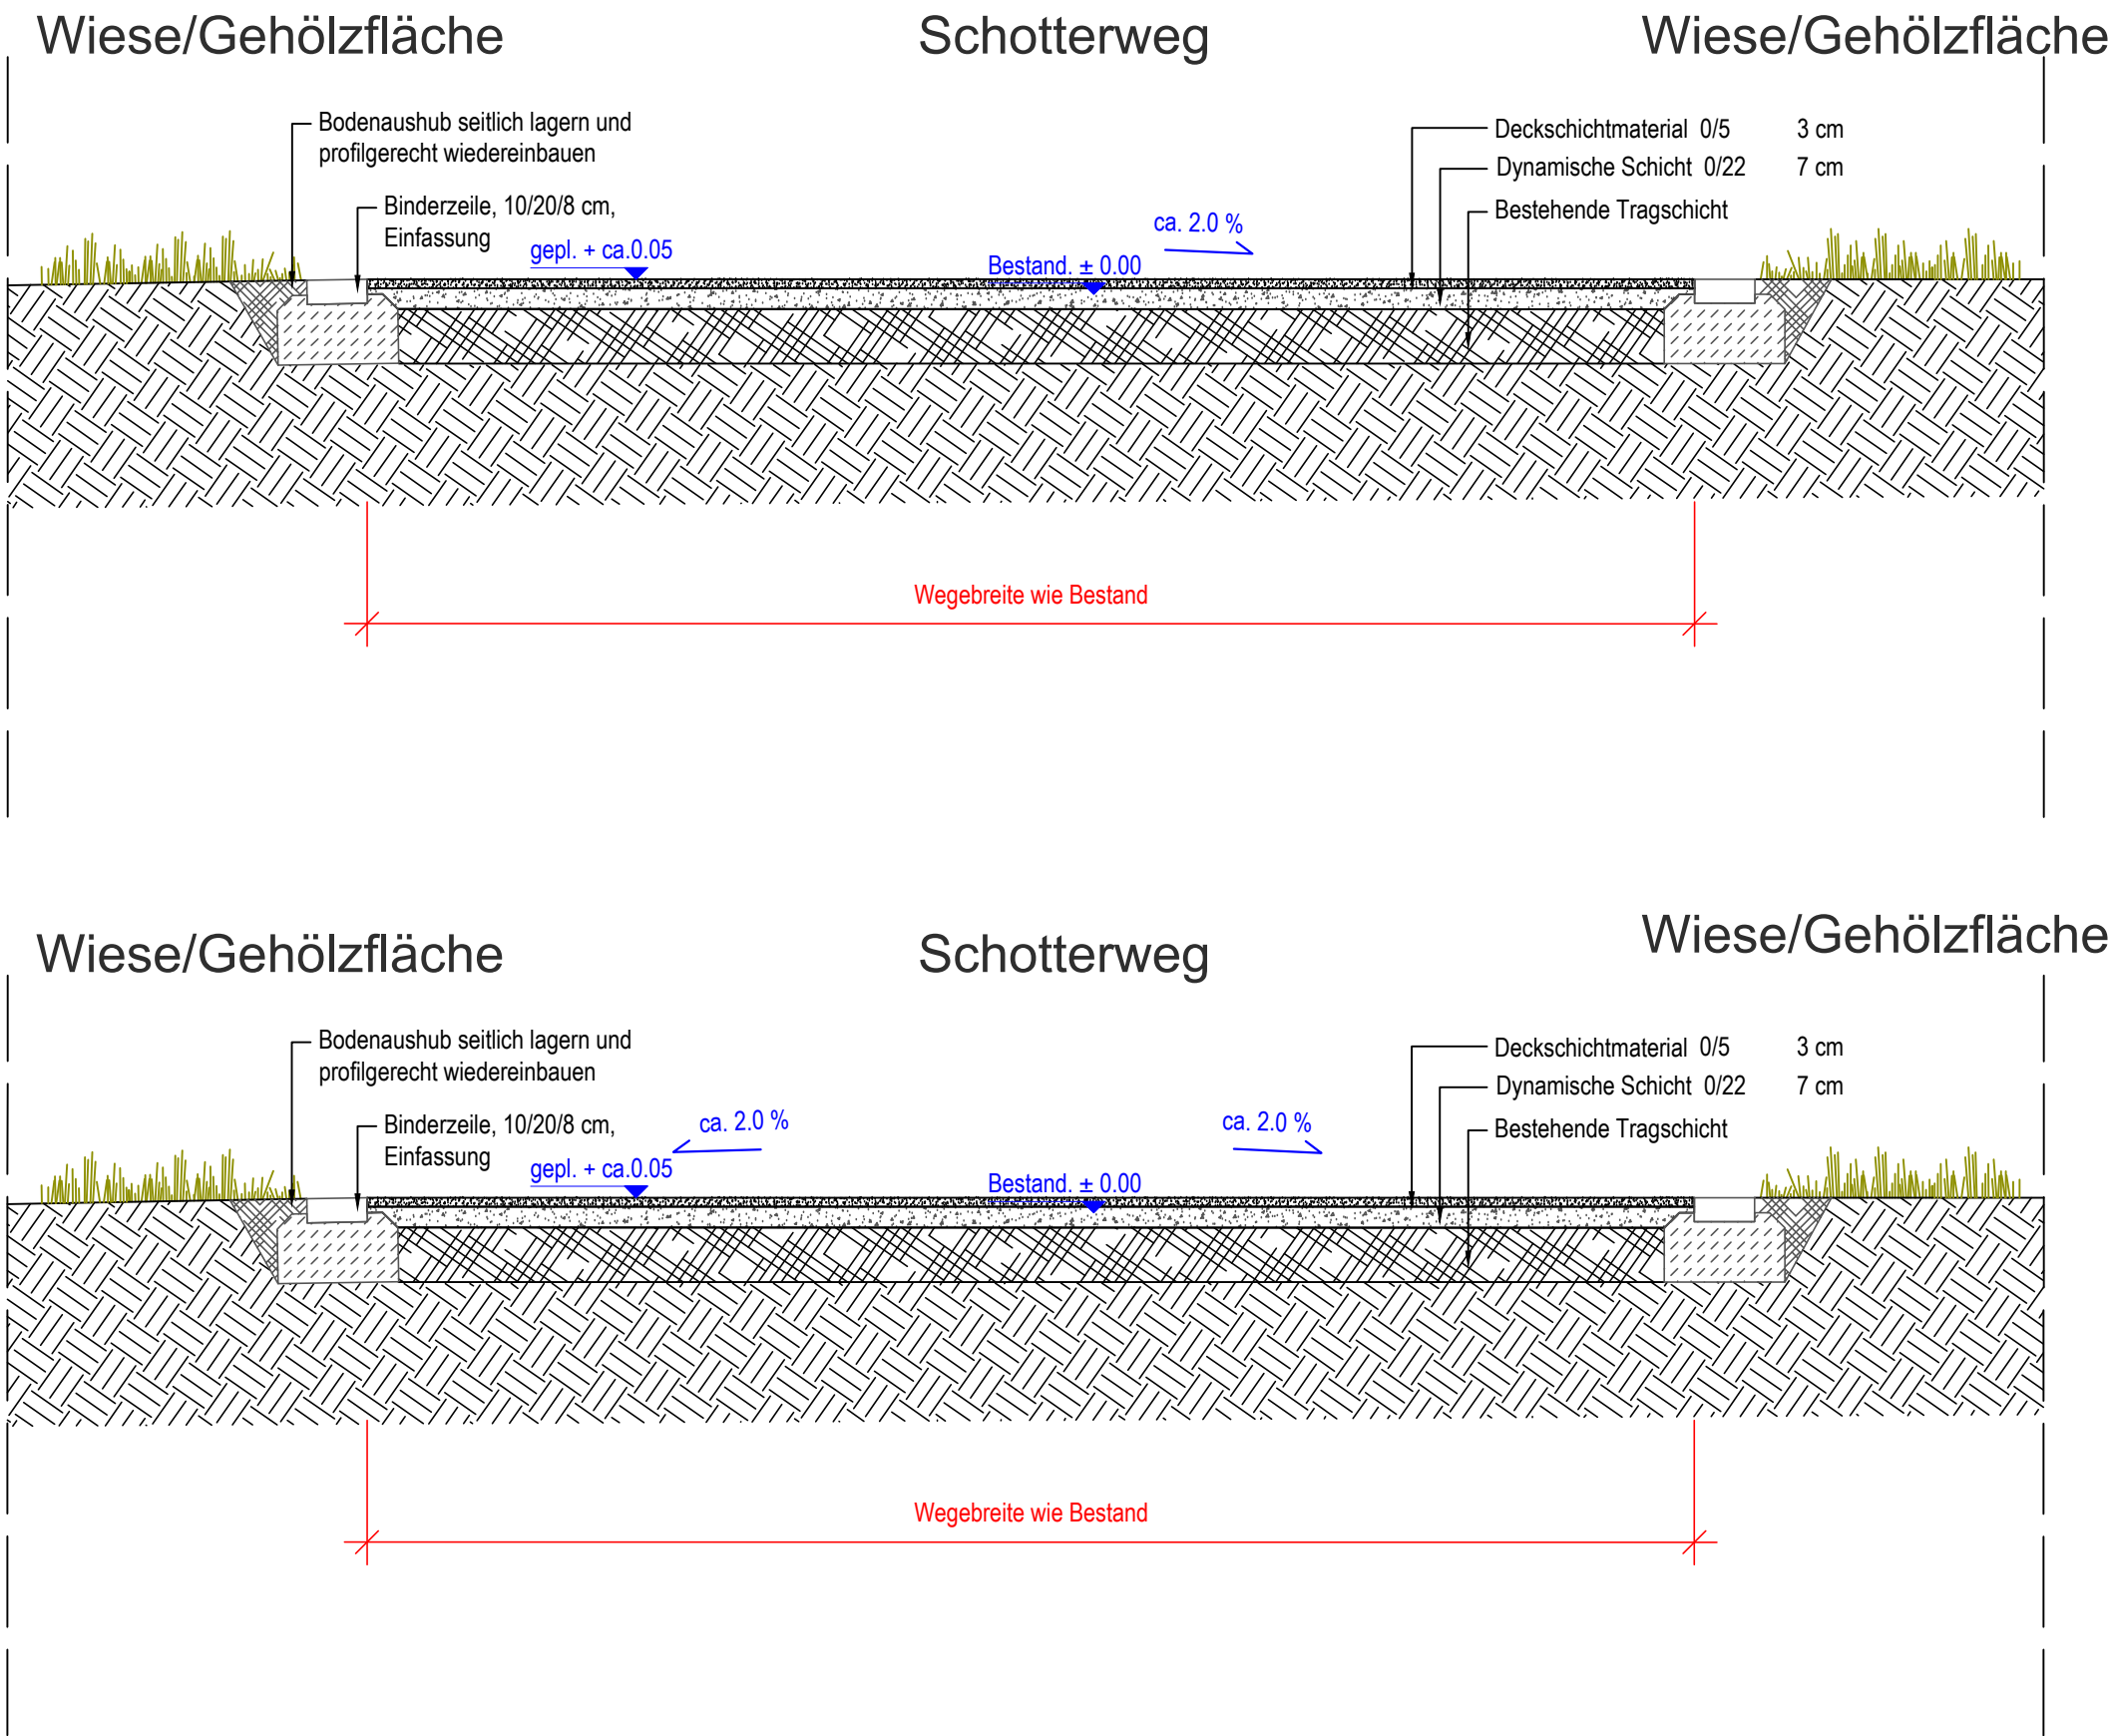 Wiese/Gehölzfläche
Schotterweg
Wiese/Gehölzfläche
Bodenaushub seitlich lagern und
profilgerecht wiedereinbauen
Binderzeile, 10/20/8 cm,
Einfassung
gepl. + ca.0.05
Bestand. ± 0.00
ca. 2.0 %
Deckschichtmaterial 0/5 3 cm
Dynamische Schicht 0/22 7 cm
Bestehende Tragschicht
Wegebreite wie Bestand
Wiese/Gehölzfläche
Schotterweg
Wiese/Gehölzfläche
Bodenaushub seitlich lagern und
profilgerecht wiedereinbauen
Binderzeile, 10/20/8 cm,
Einfassung
ca. 2.0 %
gepl. + ca.0.05
Bestand. ± 0.00
ca. 2.0 %
Deckschichtmaterial 0/5 3 cm
Dynamische Schicht 0/22 7 cm
Bestehende Tragschicht
Wegebreite wie Bestand